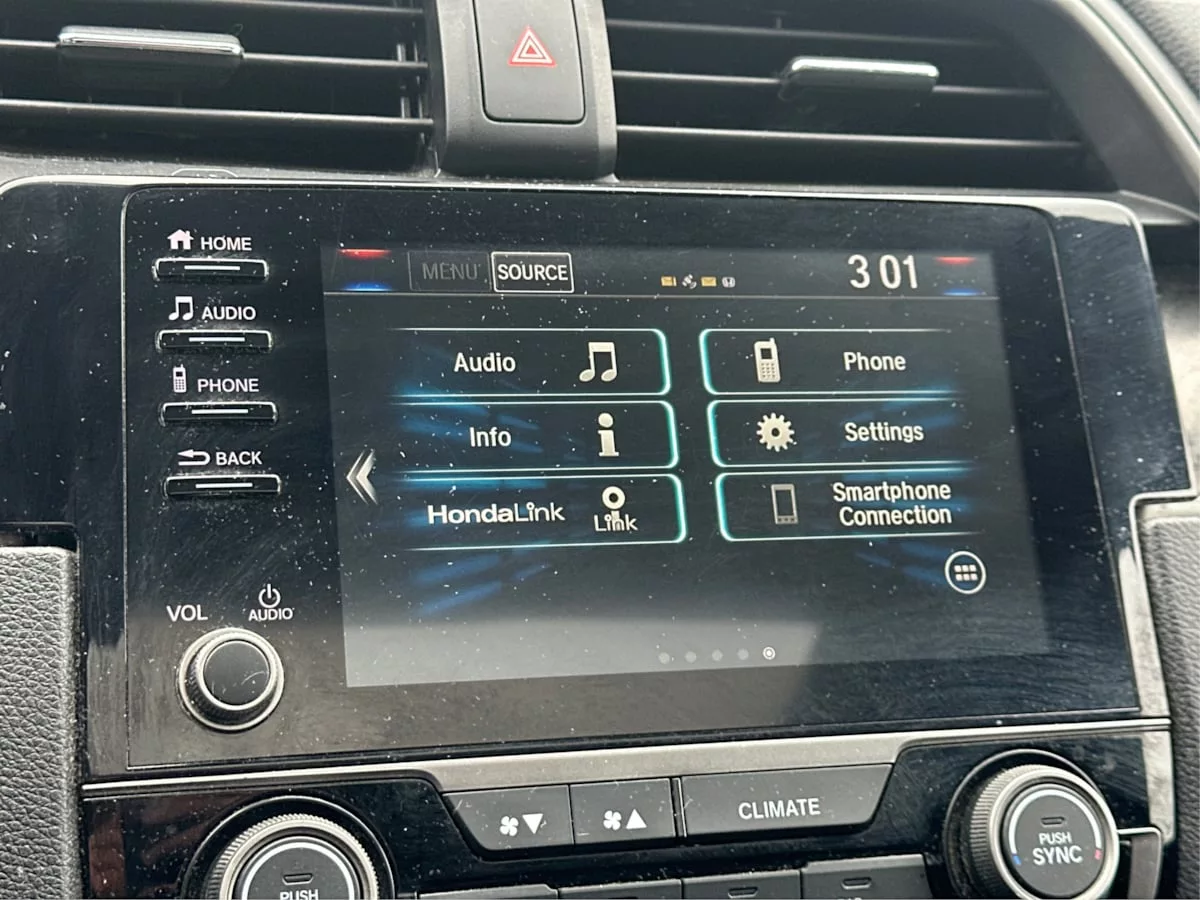 HOME
MENU SOURCE
3 01
AUDIO
PHONE
BACK
Audio
Phone
Info
Settings
HondaLink
Link
Smartphone
Connection
VOL
AUDIO
CLIMATE
PUSH
SYNC
PUSH